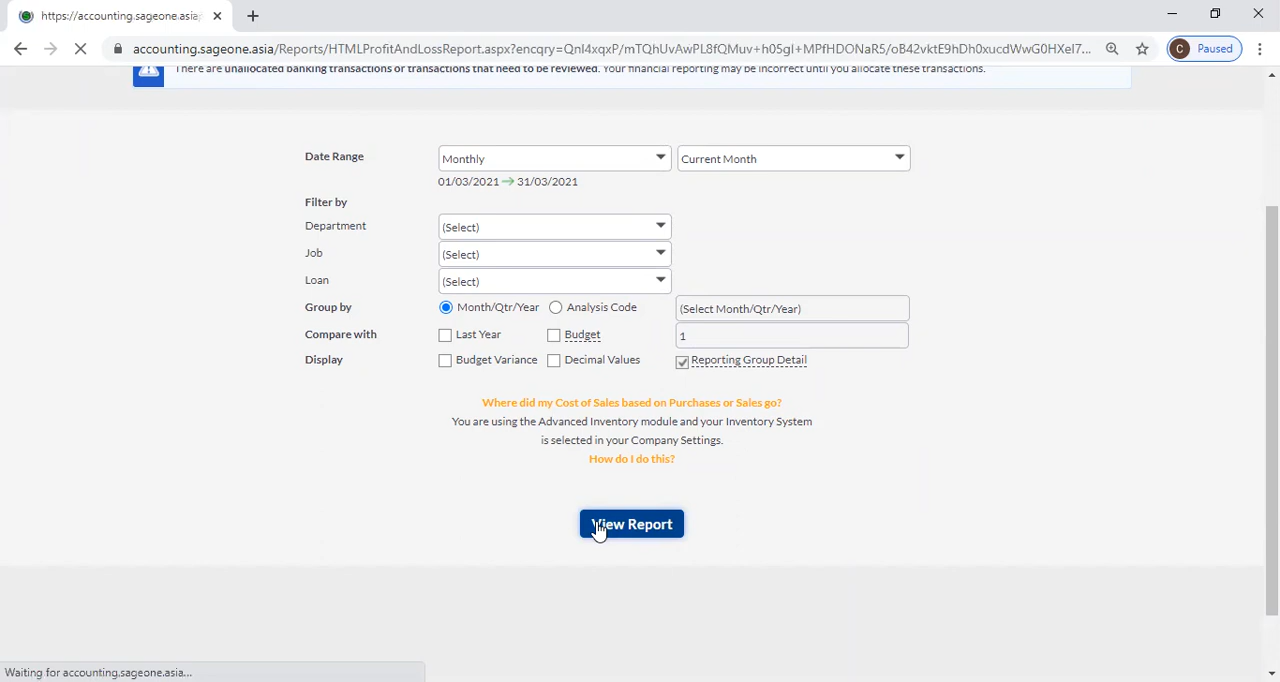 https://accounting.sageone.asia
accounting.sageone.asia/Reports/HTMLProfitAndLossReport.aspx?encry=QnI4xqxP/mTQhUvAwPL8fQMuv+h05gI+MPfHDONaR5/oB42vktE9hDh0xucdWwG0HXeI7...
C Paused
There are unallocated banking transactions or transactions that need to be reviewed. Your financial reporting may be incorrect until you allocate these transactions.
Date Range Monthly Current Month
01/03/2021 → 31/03/2021
Filter by
Department (Select)
Job (Select)
Loan (Select)
Group by Month/Qtr/Year Analysis Code (Select Month/Qtr/Year)
Compare with Last Year Budget 1
Display Budget Variance Decimal Values Reporting Group Detail
Where did my Cost of Sales based on Purchases or Sales go?
You are using the Advanced Inventory module and your Inventory System
is selected in your Company Settings.
How do I do this?
View Report
Waiting for accounting.sageone.asia...